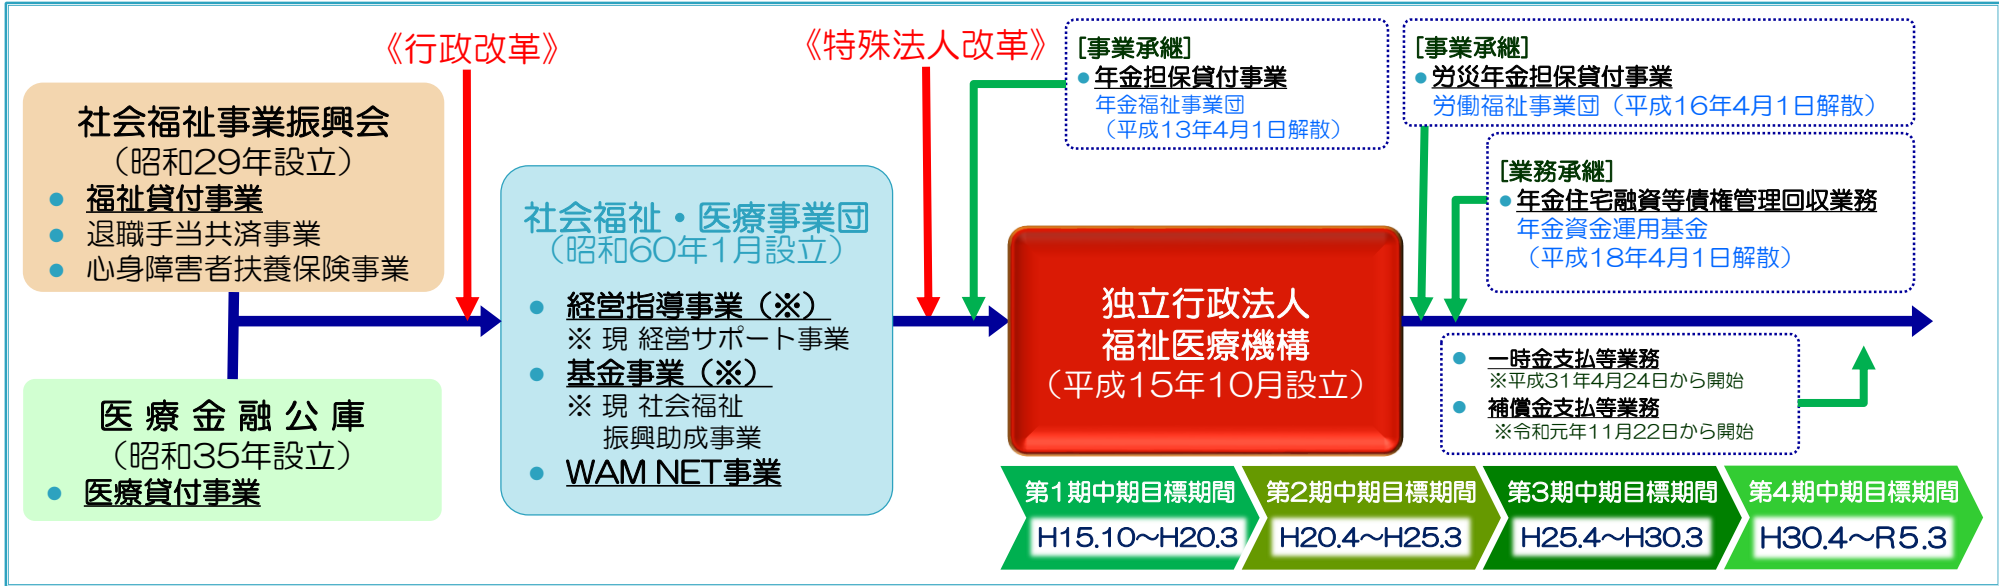 《行政改革》
《特殊法人改革》
社会福祉事業振興会
（昭和29年設立）
● 福祉貸付事業
● 退職手当共済事業
● 心身障害者扶養保険事業
医療金融公庫
（昭和35年設立）
● 医療貸付事業
社会福祉・医療事業団
（昭和60年1月設立）
● 経営指導事業（※）
※ 現 経営サポート事業
● 基金事業（※）
※ 現 社会福祉
振興助成事業
● WAM NET事業
[事業承継]
● 年金担保貸付事業
年金福祉事業団
（平成13年4月1日解散）
[事業承継]
● 労災年金担保貸付事業
労働福祉事業団（平成16年4月1日解散）
[業務承継]
● 年金住宅融資等債権管理回収業務
年金資金運用基金
（平成18年4月1日解散）
独立行政法人
福祉医療機構
（平成15年10月設立）
● 一時金支払等業務
※平成31年4月24日から開始
● 補償金支払等業務
※令和元年11月22日から開始
第1期中期目標期間
H15.10～H20.3
第2期中期目標期間
H20.4～H25.3
第3期中期目標期間
H25.4～H30.3
第4期中期目標期間
H30.4～R5.3